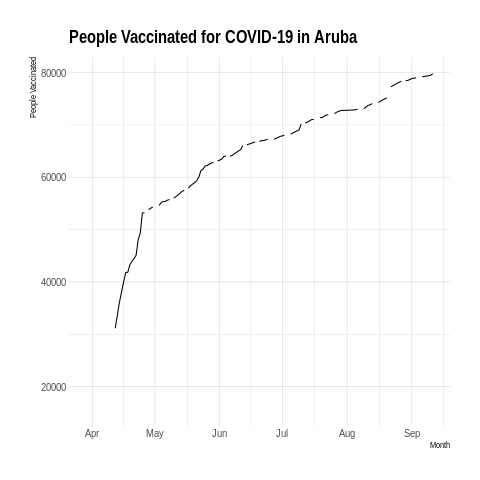 People Vaccinated for COVID-19 in Aruba
People Vaccinated
80000
60000
40000
20000
Apr May Jun Jul Aug Sep
Month